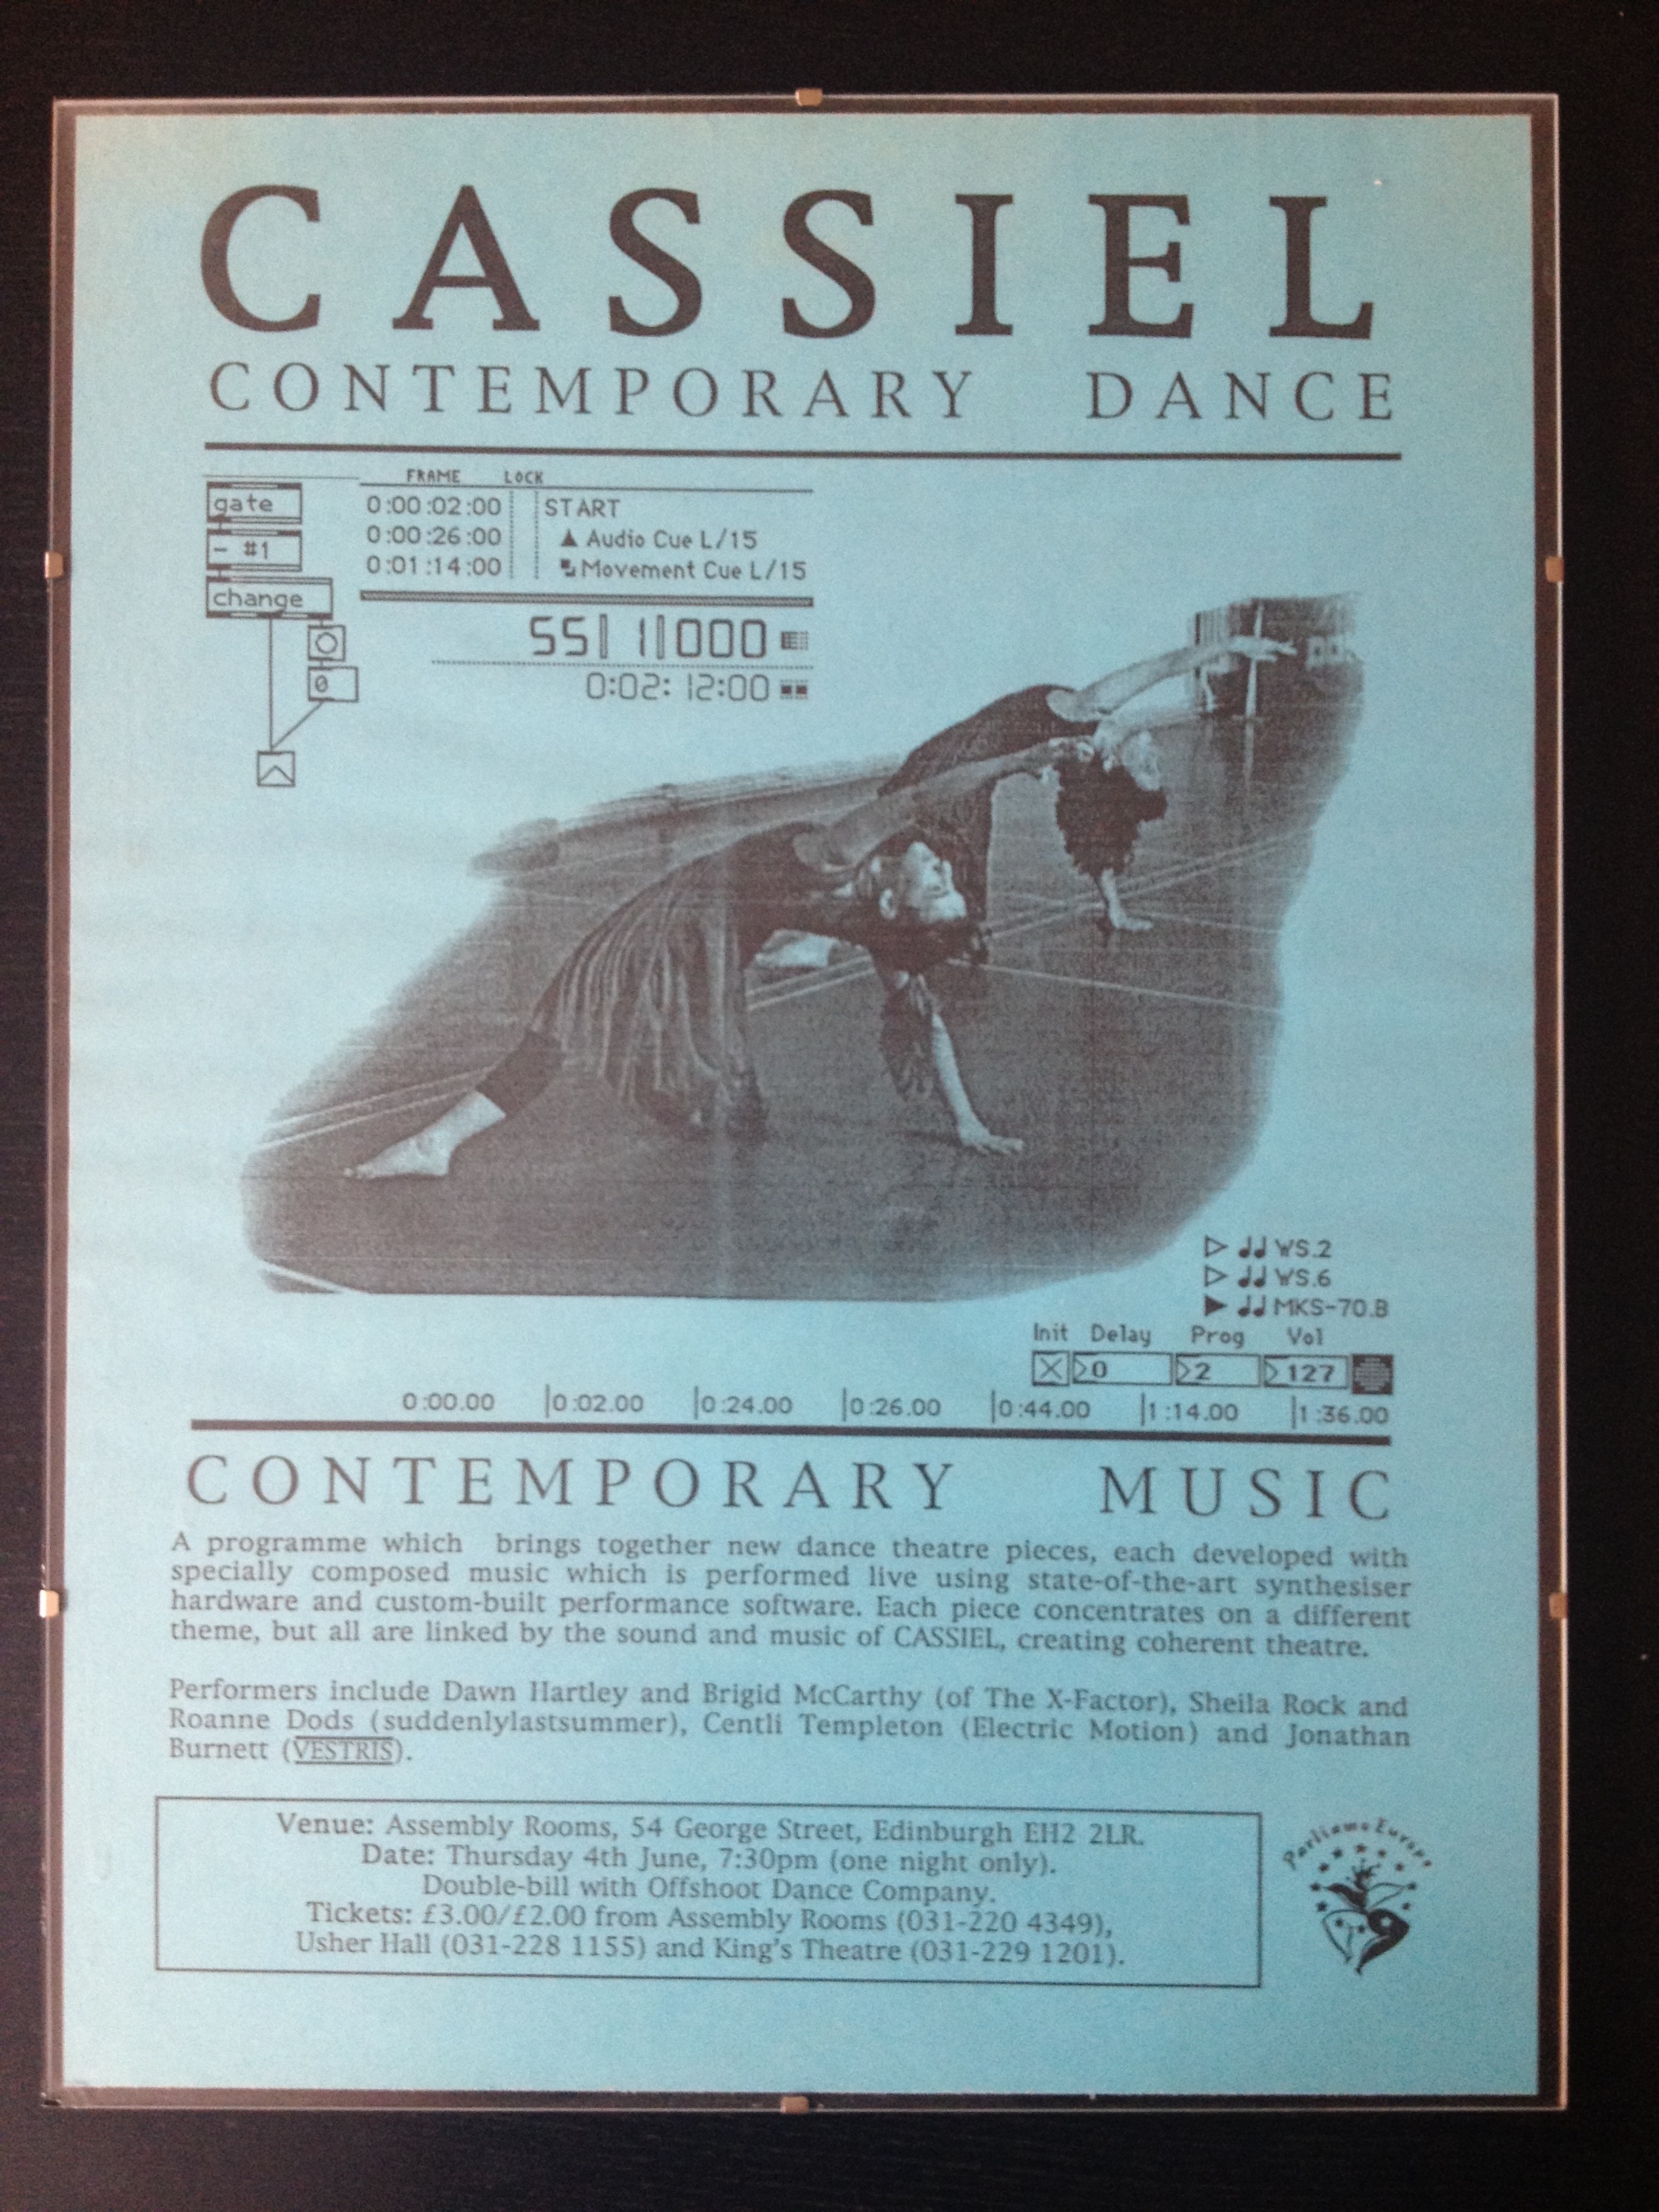 CASSIEL
CONTEMPORARY DANCE
FRAME LOCK
gate
- #1
change
0
0:00:02:00 START
0:00:26:00 ▲ Audio Cue L/15
0:01:14:00 Movement Cue L/15
55|1|000
0:02:12:00
▷ ♩♩ WS.2
▷ ♩♩ WS.6
▶ ♩♩ MKS-70.B
Init Delay Prog Vol
0 2 127
0:00.00 |0:02.00 |0:24.00 |0:26.00 |0:44.00 |1:14.00 |1:36.00
CONTEMPORARY MUSIC
A programme which brings together new dance theatre pieces, each developed with
specially composed music which is performed live using state-of-the-art synthesiser
hardware and custom-built performance software. Each piece concentrates on a different
theme, but all are linked by the sound and music of CASSIEL, creating coherent theatre.
Performers include Dawn Hartley and Brigid McCarthy (of The X-Factor), Sheila Rock and
Roanne Dods (suddenlylastsummer), Centli Templeton (Electric Motion) and Jonathan
Burnett (VESTRIS).
Venue: Assembly Rooms, 54 George Street, Edinburgh EH2 2LR.
Date: Thursday 4th June, 7:30pm (one night only).
Double-bill with Offshoot Dance Company.
Tickets: £3.00/£2.00 from Assembly Rooms (031-220 4349),
Usher Hall (031-228 1155) and King's Theatre (031-229 1201).